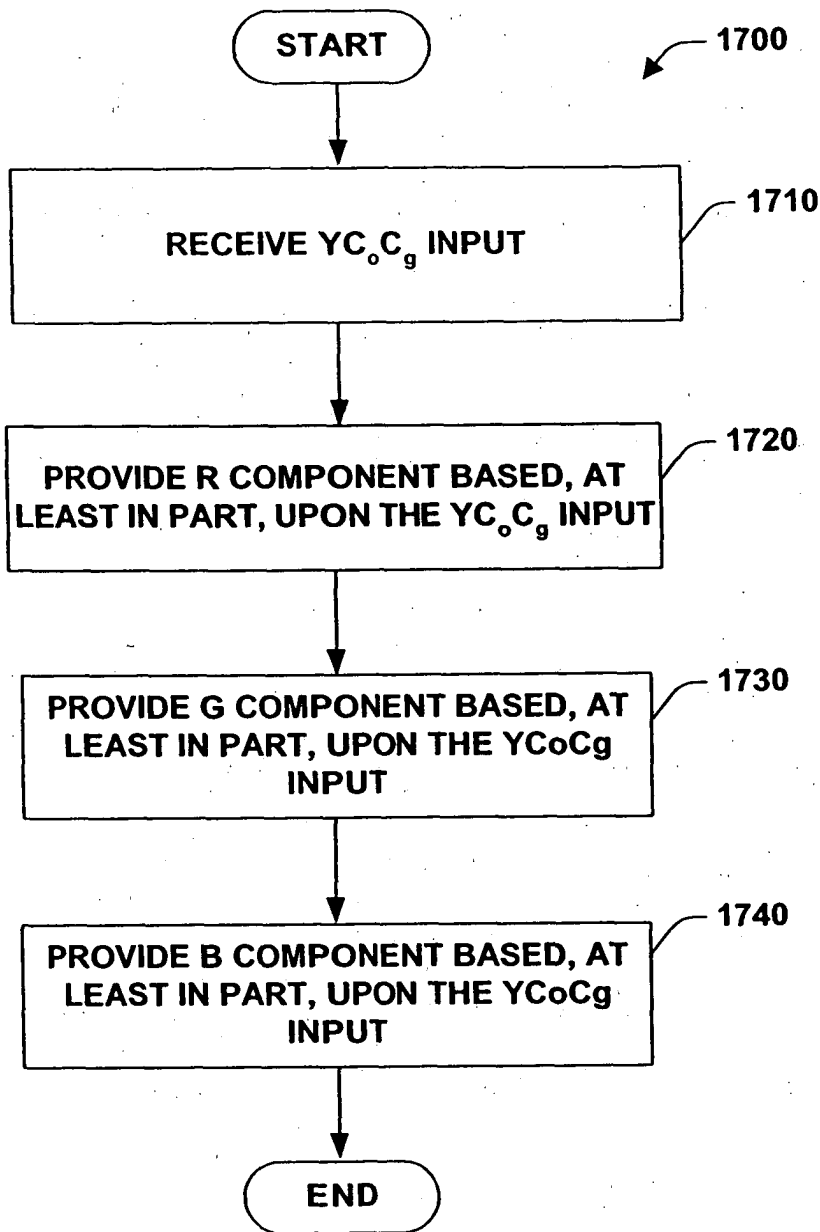 START
1700
1710
RECEIVE YCoCg INPUT
1720
PROVIDE R COMPONENT BASED, AT
LEAST IN PART, UPON THE YCoCg INPUT
1730
PROVIDE G COMPONENT BASED, AT
LEAST IN PART, UPON THE YCoCg
INPUT
1740
PROVIDE B COMPONENT BASED, AT
LEAST IN PART, UPON THE YCoCg
INPUT
END